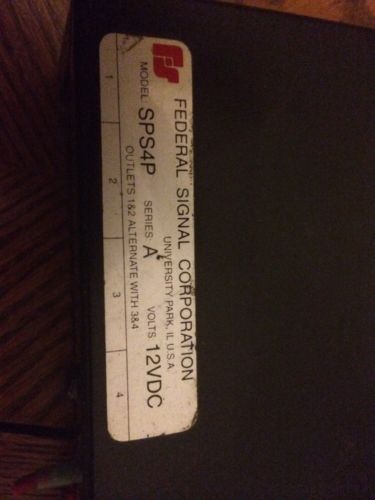 FS
FEDERAL SIGNAL CORPORATION
UNIVERSITY PARK, IL U.S.A.
MODEL SPS4P SERIES A VOLTS 12VDC
OUTLETS 1&2 ALTERNATE WITH 3&4
1 2 3 4